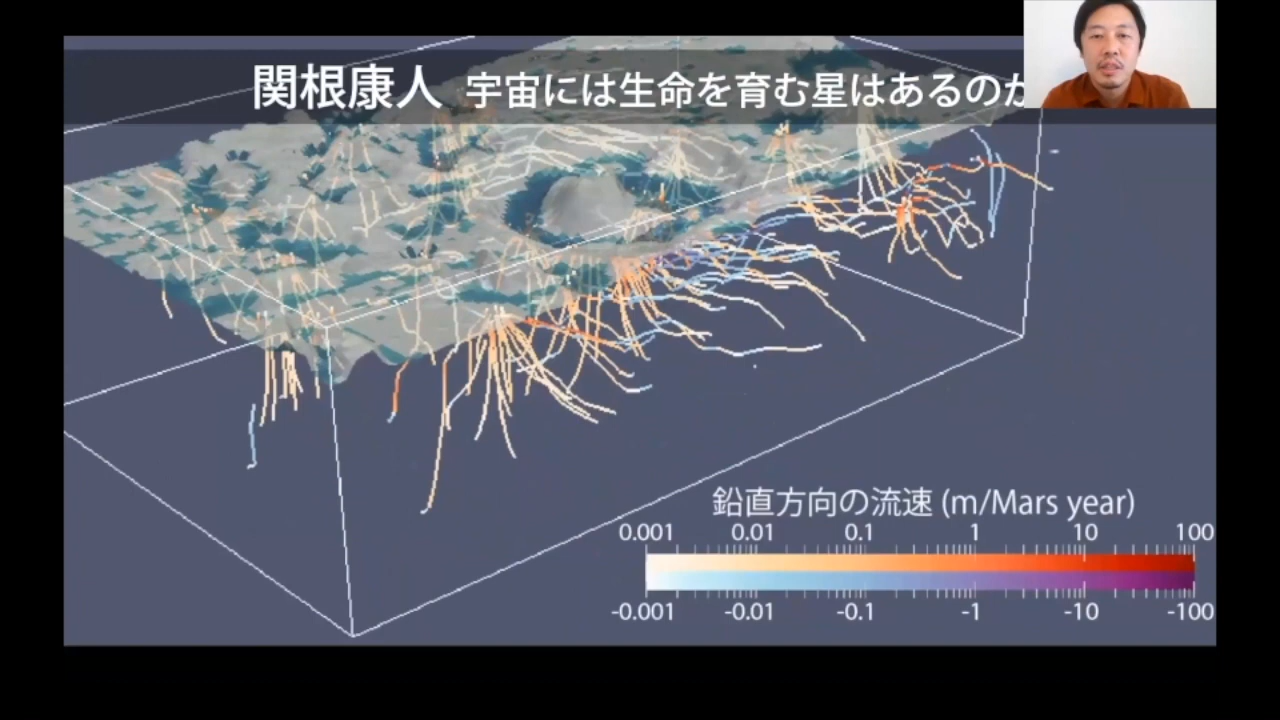 関根康人 宇宙には生命を育む星はあるのか
鉛直方向の流速 (m/Mars year)
0.001 0.01 0.1 1 10 100
-0.001 -0.01 -0.1 -1 -10 -100